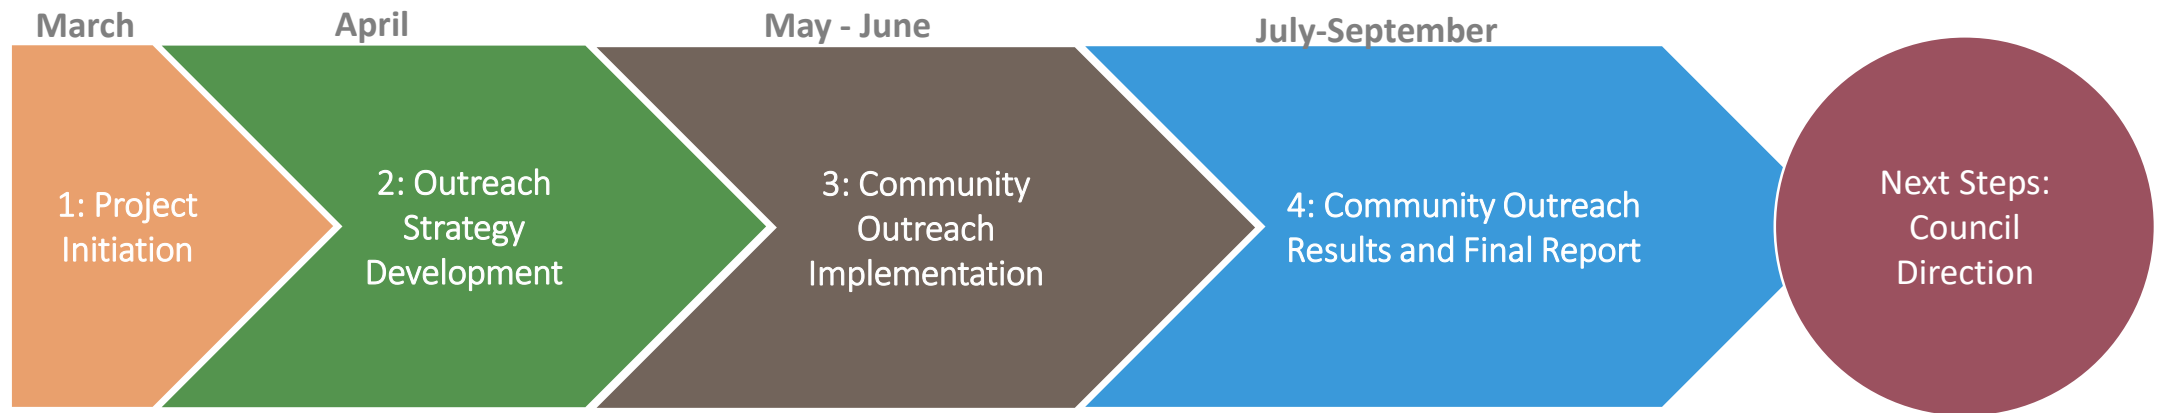 March
April
May - June
July-September
1: Project
Initiation
2: Outreach
Strategy
Development
3: Community
Outreach
Implementation
4: Community Outreach
Results and Final Report
Next Steps:
Council
Direction